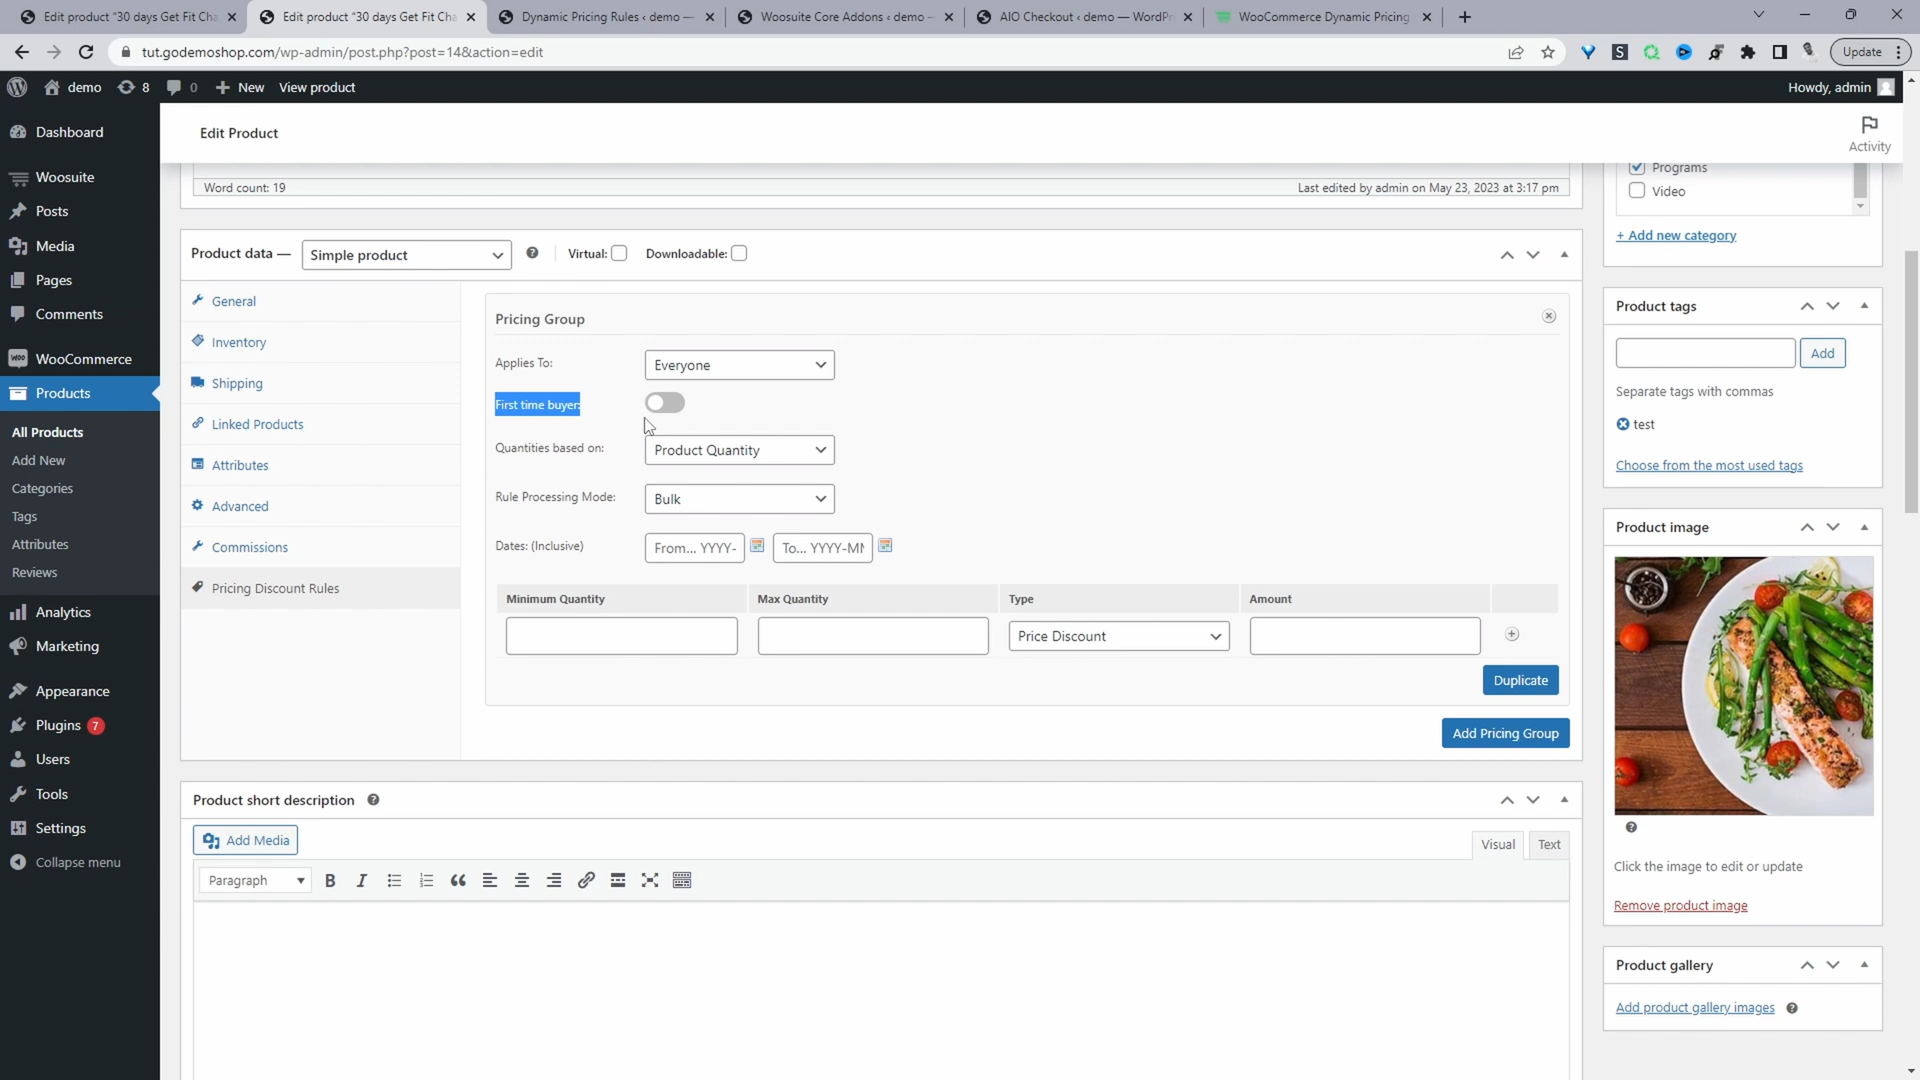 Edit product "30 days Get Fit Cha
Edit product "30 days Get Fit Cha
Dynamic Pricing Rules ‹ demo —
Woosuite Core Addons ‹ demo –
AIO Checkout ‹ demo — WordPr
WooCommerce Dynamic Pricing
tut.godemoshop.com/wp-admin/post.php?post=14&action=edit
Update
demo
8
0
New
View product
Howdy, admin
Edit Product
Activity
Dashboard
Woosuite
Posts
Media
Pages
Comments
WooCommerce
Products
All Products
Add New
Categories
Tags
Attributes
Reviews
Analytics
Marketing
Appearance
Plugins 7
Users
Tools
Settings
Collapse menu
Word count: 19
Last edited by admin on May 23, 2023 at 3:17 pm
Product data —
Simple product
Virtual:
Downloadable:
General
Inventory
Shipping
Linked Products
Attributes
Advanced
Commissions
Pricing Discount Rules
Pricing Group
Applies To:
Everyone
First time buyer:
Quantities based on:
Product Quantity
Rule Processing Mode:
Bulk
Dates: (Inclusive)
From... YYYY-
To... YYYY-MM
Minimum Quantity
Max Quantity
Type
Amount
Price Discount
Duplicate
Add Pricing Group
Product short description
Add Media
Visual
Text
Paragraph
Programs
Video
+ Add new category
Product tags
Add
Separate tags with commas
test
Choose from the most used tags
Product image
Click the image to edit or update
Remove product image
Product gallery
Add product gallery images